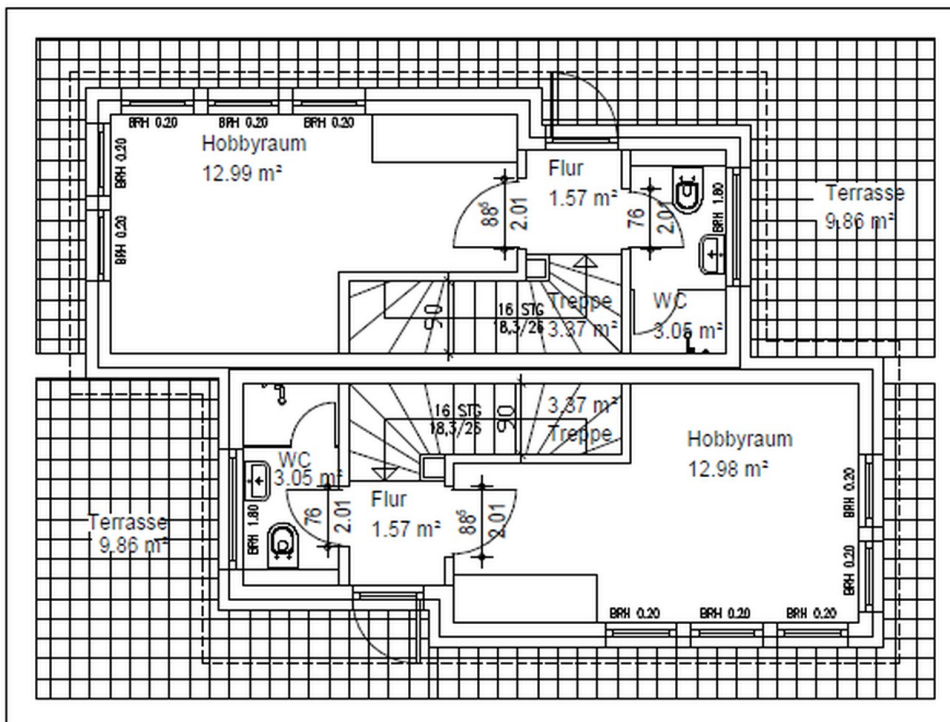 BRH 0.20 BRH 0.20 BRH 0.20
Hobbyraum
12.99 m²
BRH 0.20
BRH 0.20
Flur
1.57 m²
88⁵
2.01
76
2.01
BRH 1.80
Terrasse
9.86 m²
90
16 STG
18,3/26
Treppe
3.37 m²
WC
3.05 m²
16 STG
18,3/26
90
3.37 m²
Treppe
Hobbyraum
12.98 m²
WC
3.05 m²
Terrasse
9.86 m²
BRH 1.80
76
2.01
Flur
1.57 m²
88⁵
2.01
BRH 0.20
BRH 0.20
BRH 0.20 BRH 0.20 BRH 0.20